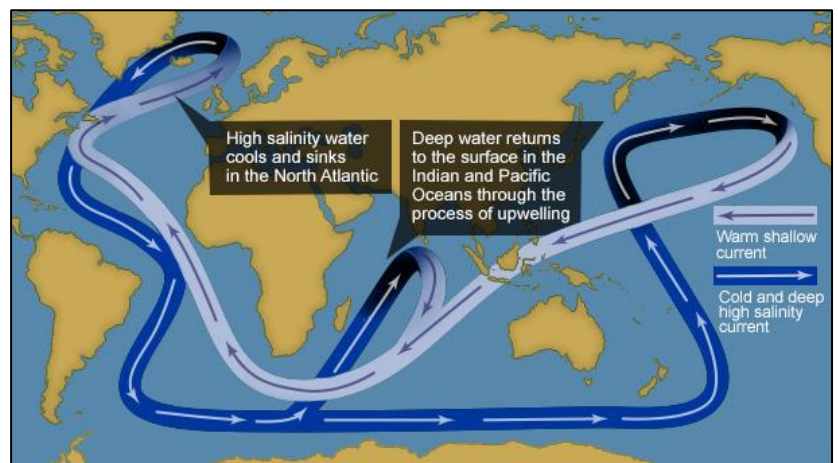 High salinity water
cools and sinks
in the North Atlantic
Deep water returns
to the surface in the
Indian and Pacific
Oceans through the
process of upwelling
Warm shallow
current
Cold and deep
high salinity
current